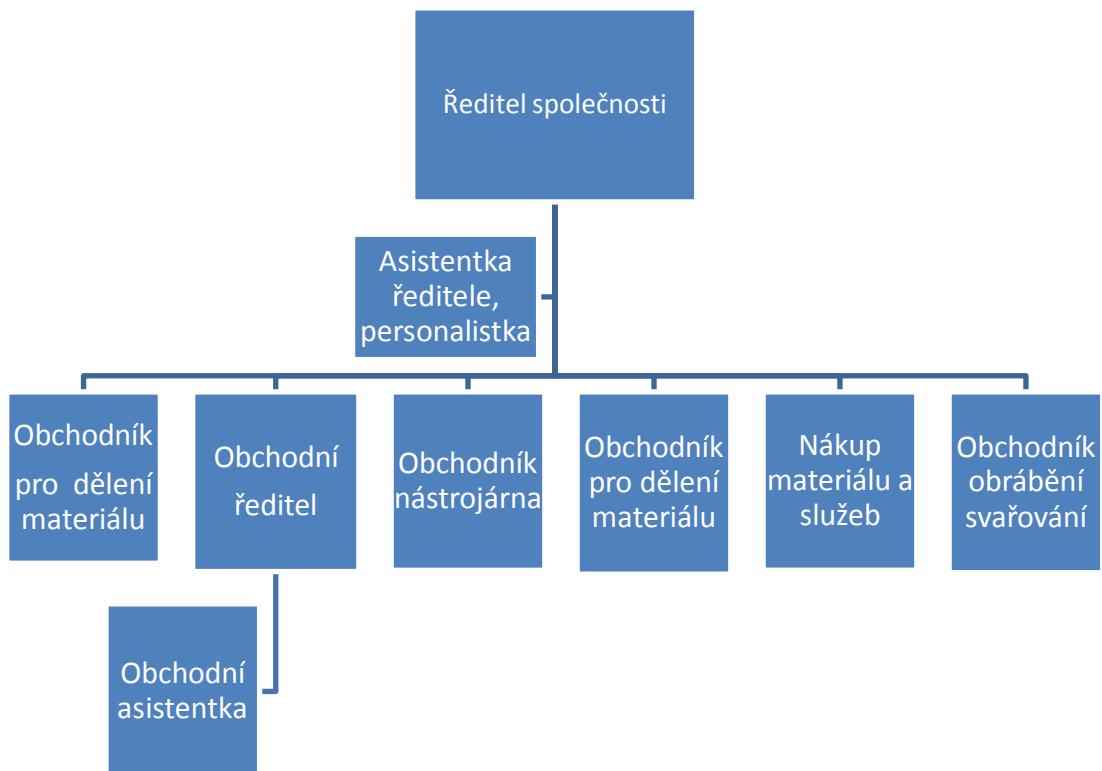 Ředitel společnosti
Asistentka
ředitele,
personalistka
Obchodník
pro dělení
materiálu
Obchodní
ředitel
Obchodník
nástrojárna
Obchodník
pro dělení
materiálu
Nákup
materiálu a
služeb
Obchodník
obrábění
svařování
Obchodní
asistentka